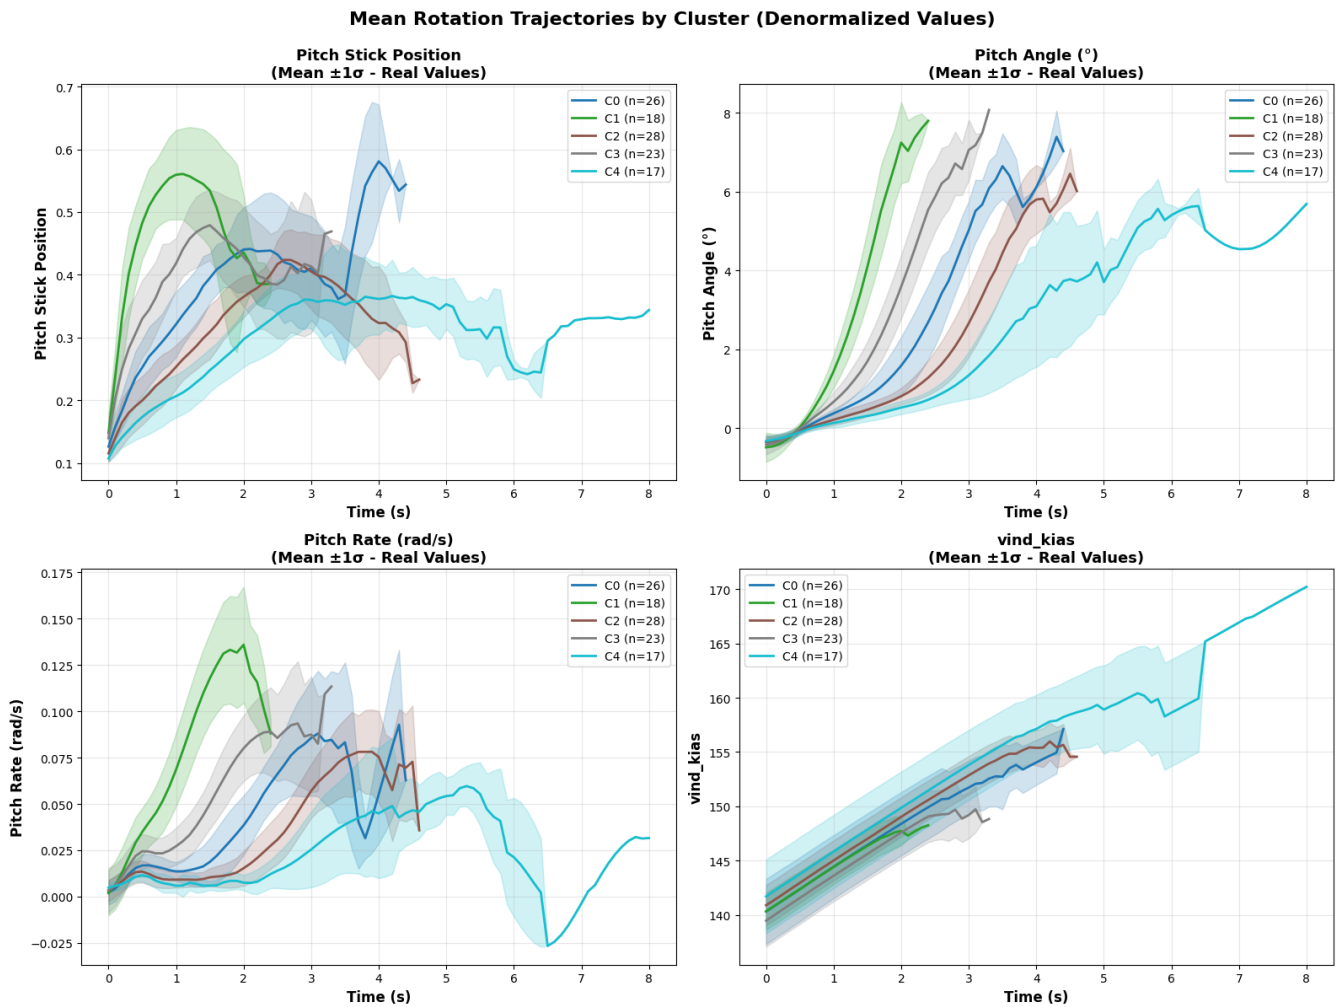 Mean Rotation Trajectories by Cluster (Denormalized Values)
Pitch Stick Position
(Mean ±1σ - Real Values)
Pitch Stick Position
0.7
0.6
0.5
0.4
0.3
0.2
0.1
C0 (n=26)
C1 (n=18)
C2 (n=28)
C3 (n=23)
C4 (n=17)
0 1 2 3 4 5 6 7 8
Time (s)
Pitch Angle (°)
(Mean ±1σ - Real Values)
Pitch Angle (°)
8
6
4
2
0
C0 (n=26)
C1 (n=18)
C2 (n=28)
C3 (n=23)
C4 (n=17)
0 1 2 3 4 5 6 7 8
Time (s)
Pitch Rate (rad/s)
(Mean ±1σ - Real Values)
Pitch Rate (rad/s)
0.175
0.150
0.125
0.100
0.075
0.050
0.025
0.000
−0.025
C0 (n=26)
C1 (n=18)
C2 (n=28)
C3 (n=23)
C4 (n=17)
0 1 2 3 4 5 6 7 8
Time (s)
vind_kias
(Mean ±1σ - Real Values)
vind_kias
170
165
160
155
150
145
140
C0 (n=26)
C1 (n=18)
C2 (n=28)
C3 (n=23)
C4 (n=17)
0 1 2 3 4 5 6 7 8
Time (s)